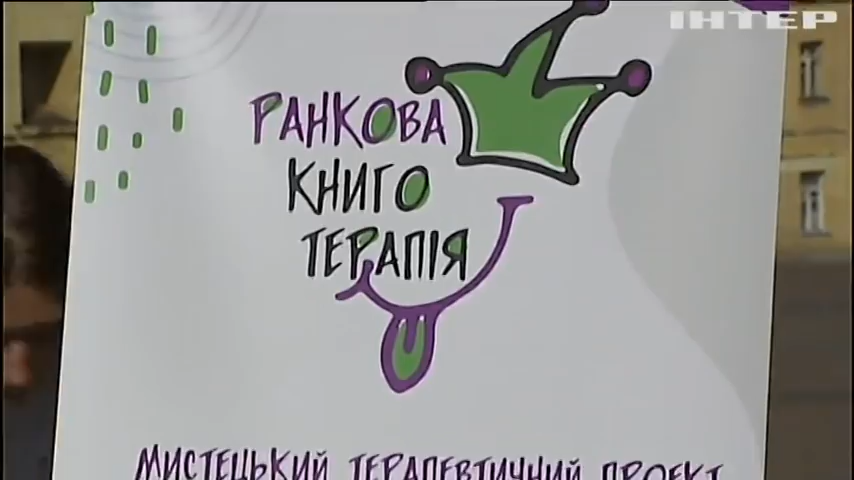 ІНТЕР
РАНКОВА
КНИГО
ТЕРАПІЯ
МИСТЕЦЬКИЙ ТЕРАПЕВТИЧНИЙ ПРОЕКТ